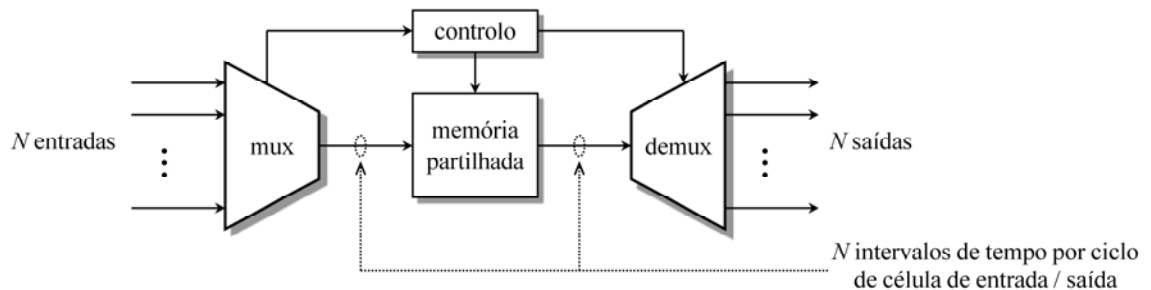 controlo
N entradas
mux
memória
partilhada
demux
N saídas
N intervalos de tempo por ciclo
de célula de entrada / saída